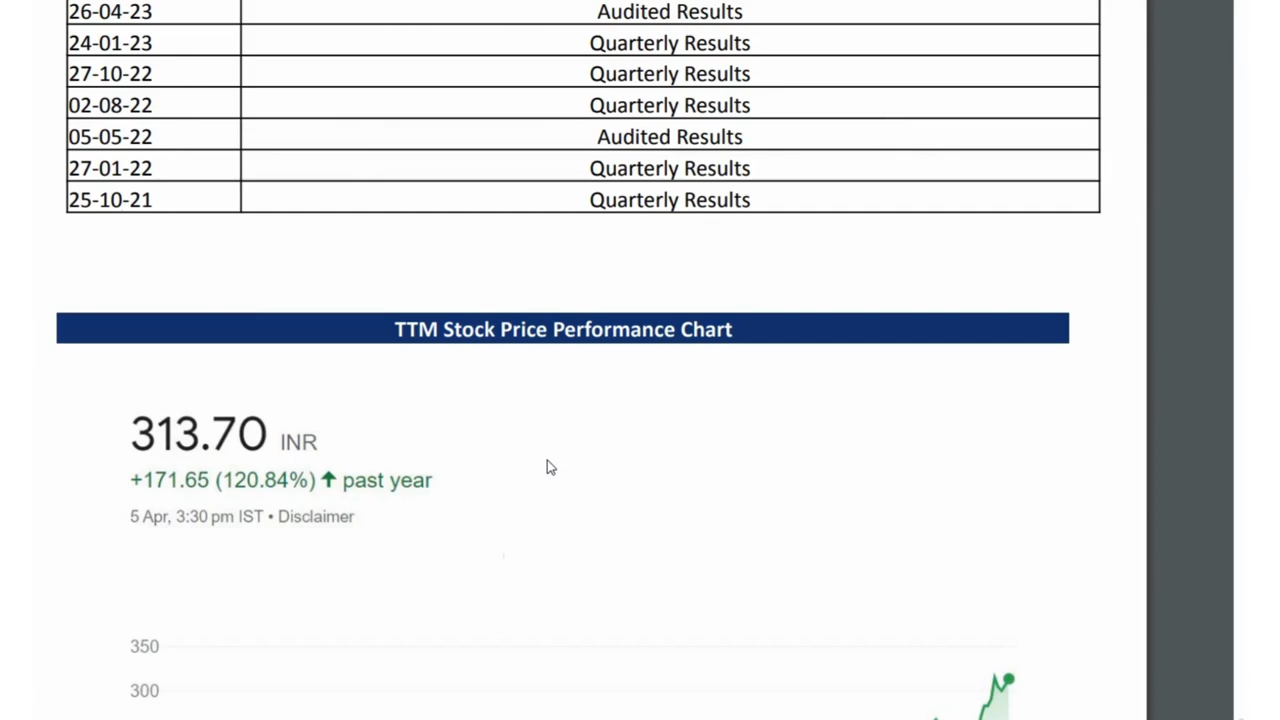 26-04-23 Audited Results
24-01-23 Quarterly Results
27-10-22 Quarterly Results
02-08-22 Quarterly Results
05-05-22 Audited Results
27-01-22 Quarterly Results
25-10-21 Quarterly Results
TTM Stock Price Performance Chart
313.70 INR
+171.65 (120.84%) ↑ past year
5 Apr, 3:30 pm IST • Disclaimer
350
300